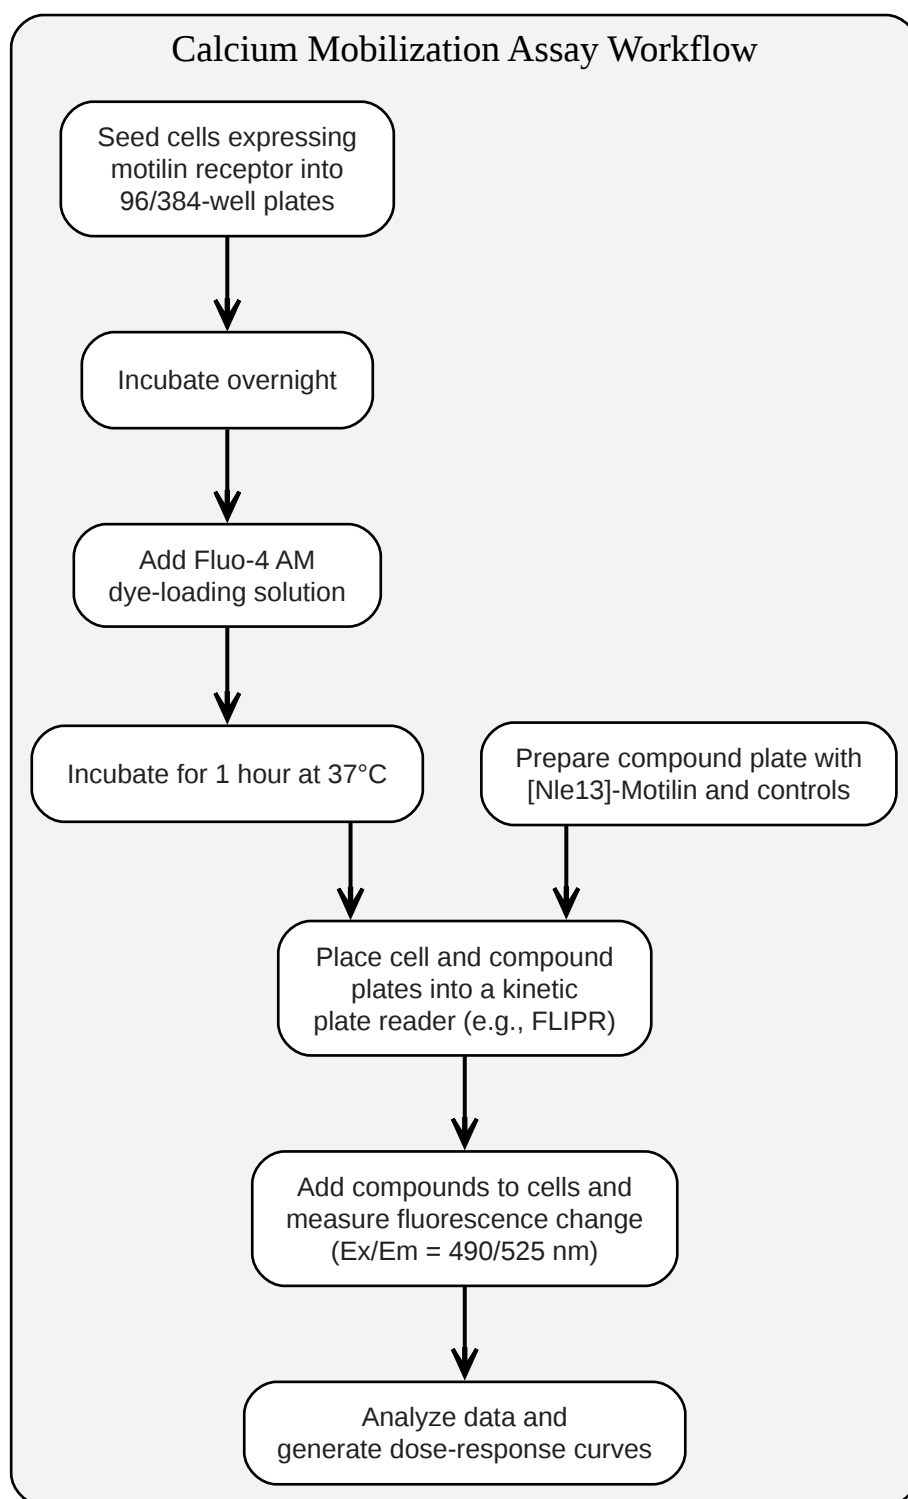 Calcium Mobilization Assay Workflow
Seed cells expressing
motilin receptor into
96/384-well plates
Incubate overnight
Add Fluo-4 AM
dye-loading solution
Incubate for 1 hour at 37°C
Prepare compound plate with
[Nle13]-Motilin and controls
Place cell and compound
plates into a kinetic
plate reader (e.g., FLIPR)
Add compounds to cells and
measure fluorescence change
(Ex/Em = 490/525 nm)
Analyze data and
generate dose-response curves